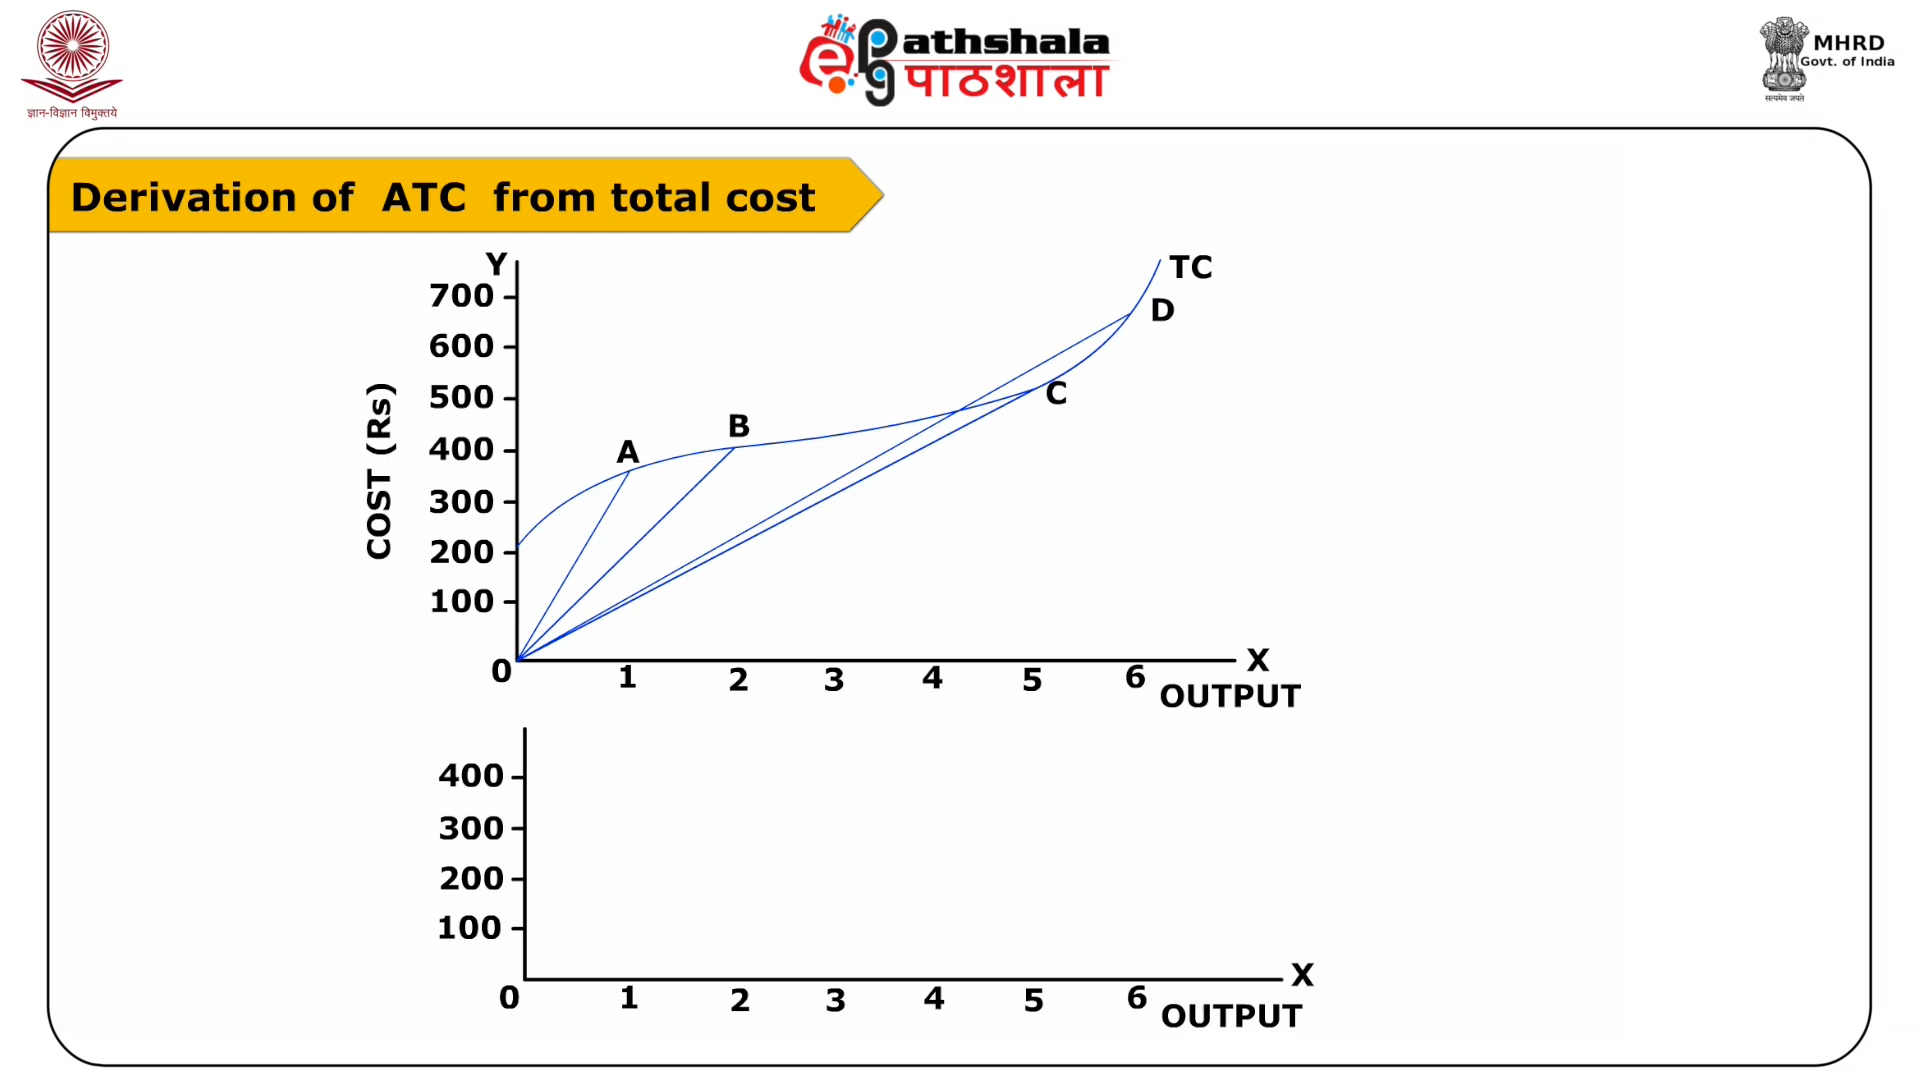 ज्ञान-विज्ञान विमुक्तये
ePG athshala
पाठशाला
MHRD
Govt. of India
सत्यमेव जयते
Derivation of ATC from total cost
Y
TC
700
D
600
COST (Rs)
500
C
B
400
A
300
200
100
0
X
1 2 3 4 5 6
OUTPUT
400
300
200
100
X
0 1 2 3 4 5 6
OUTPUT